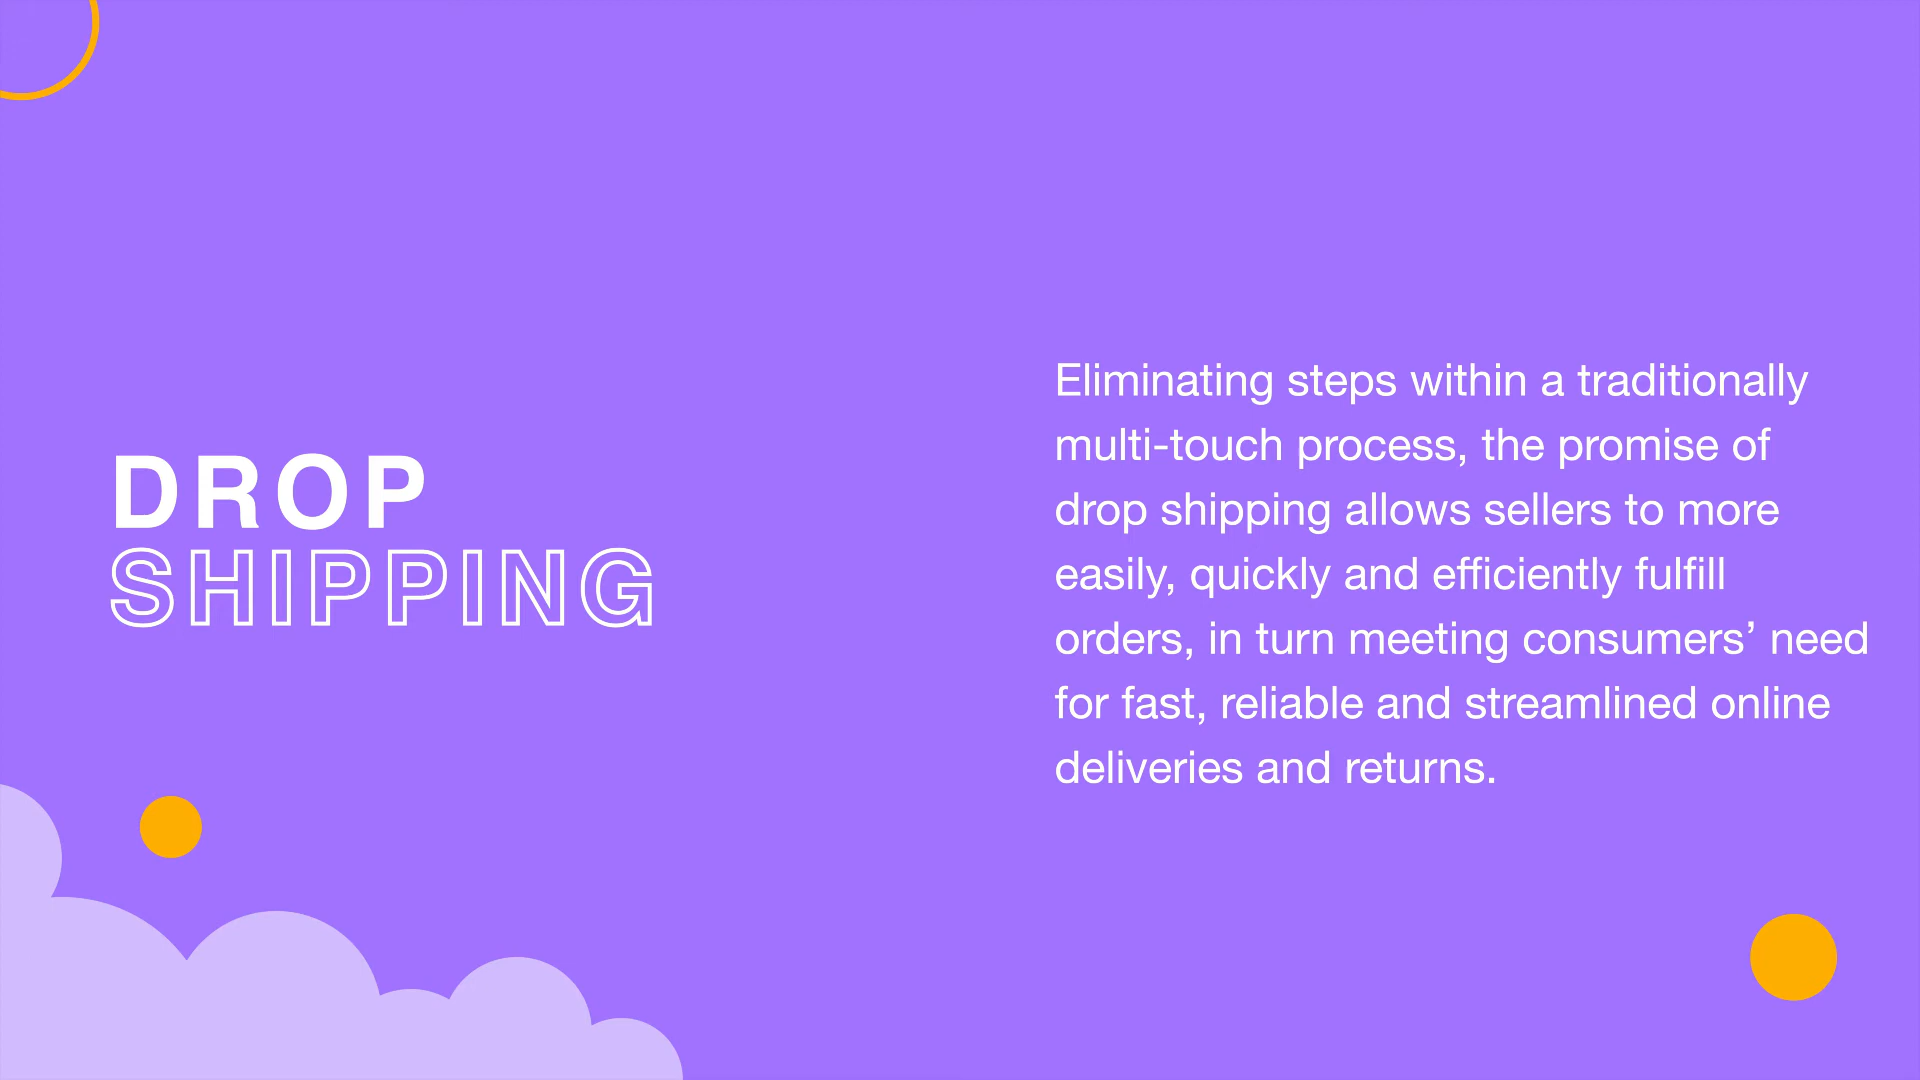 DROP
SHIPPING
Eliminating steps within a traditionally
multi-touch process, the promise of
drop shipping allows sellers to more
easily, quickly and efficiently fulfill
orders, in turn meeting consumers’ need
for fast, reliable and streamlined online
deliveries and returns.